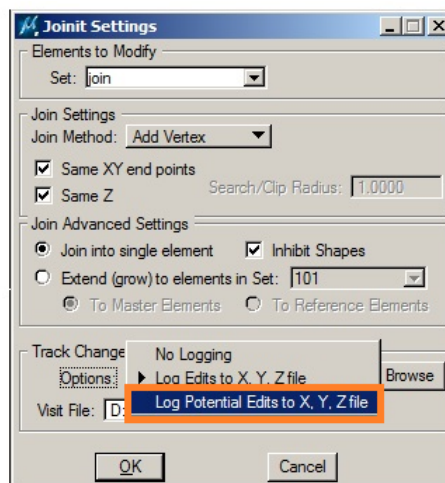 Joinit Settings
Elements to Modify
Set: join
Join Settings
Join Method: Add Vertex
Same XY end points
Same Z
Search/Clip Radius: 1.0000
Join Advanced Settings
Join into single element Inhibit Shapes
Extend (grow) to elements in Set: 101
To Master Elements To Reference Elements
Track Change
No Logging
Options: Log Edits to X, Y, Z file Browse
Log Potential Edits to X, Y, Z file
Visit File: D:
OK Cancel